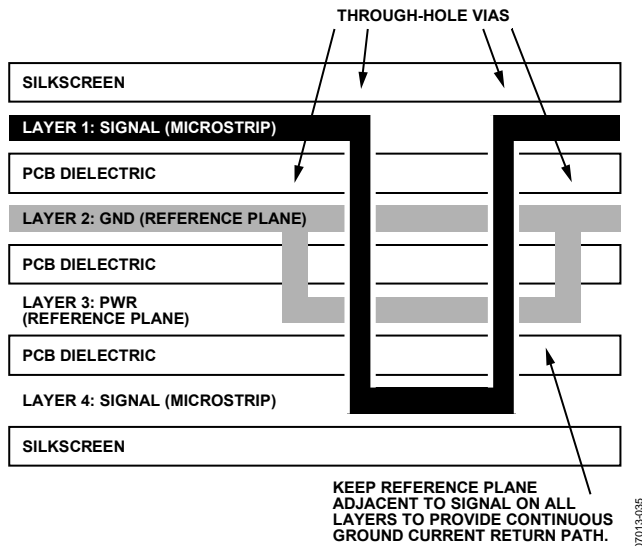 THROUGH-HOLE VIAS
SILKSCREEN
LAYER 1: SIGNAL (MICROSTRIP)
PCB DIELECTRIC
LAYER 2: GND (REFERENCE PLANE)
PCB DIELECTRIC
LAYER 3: PWR
(REFERENCE PLANE)
PCB DIELECTRIC
LAYER 4: SIGNAL (MICROSTRIP)
SILKSCREEN
KEEP REFERENCE PLANE
ADJACENT TO SIGNAL ON ALL
LAYERS TO PROVIDE CONTINUOUS
GROUND CURRENT RETURN PATH.
07013-035